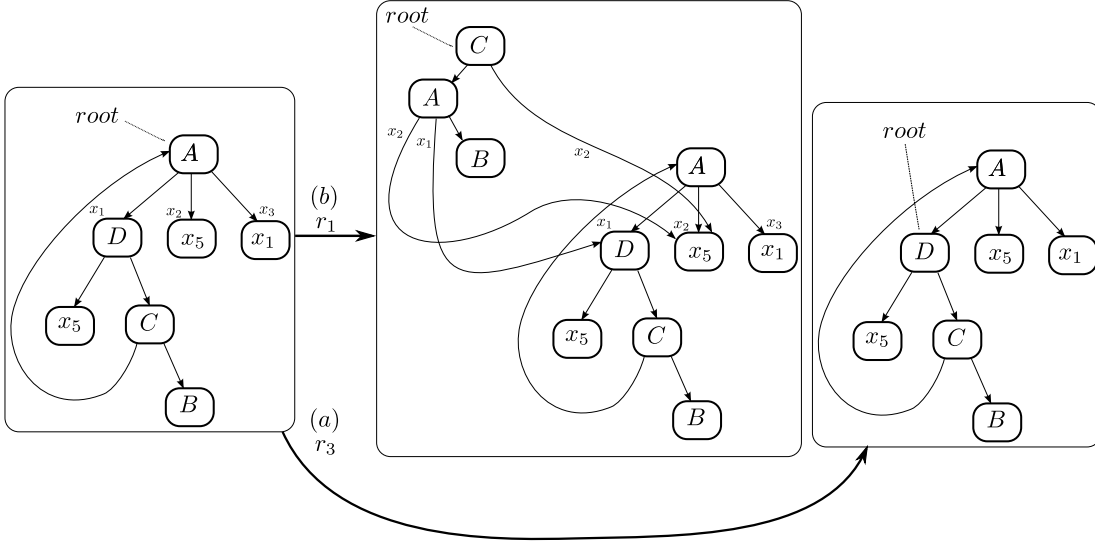 root
A
x₁ x₂ x₃
D x₅ x₁
x₅ C
B
(b)
r₁
(a)
r₃
root
C
A
x₂ x₁
B
x₂
A
x₁ x₂ x₃
D x₅ x₁
x₅ C
B
root
A
D x₅ x₁
x₅ C
B